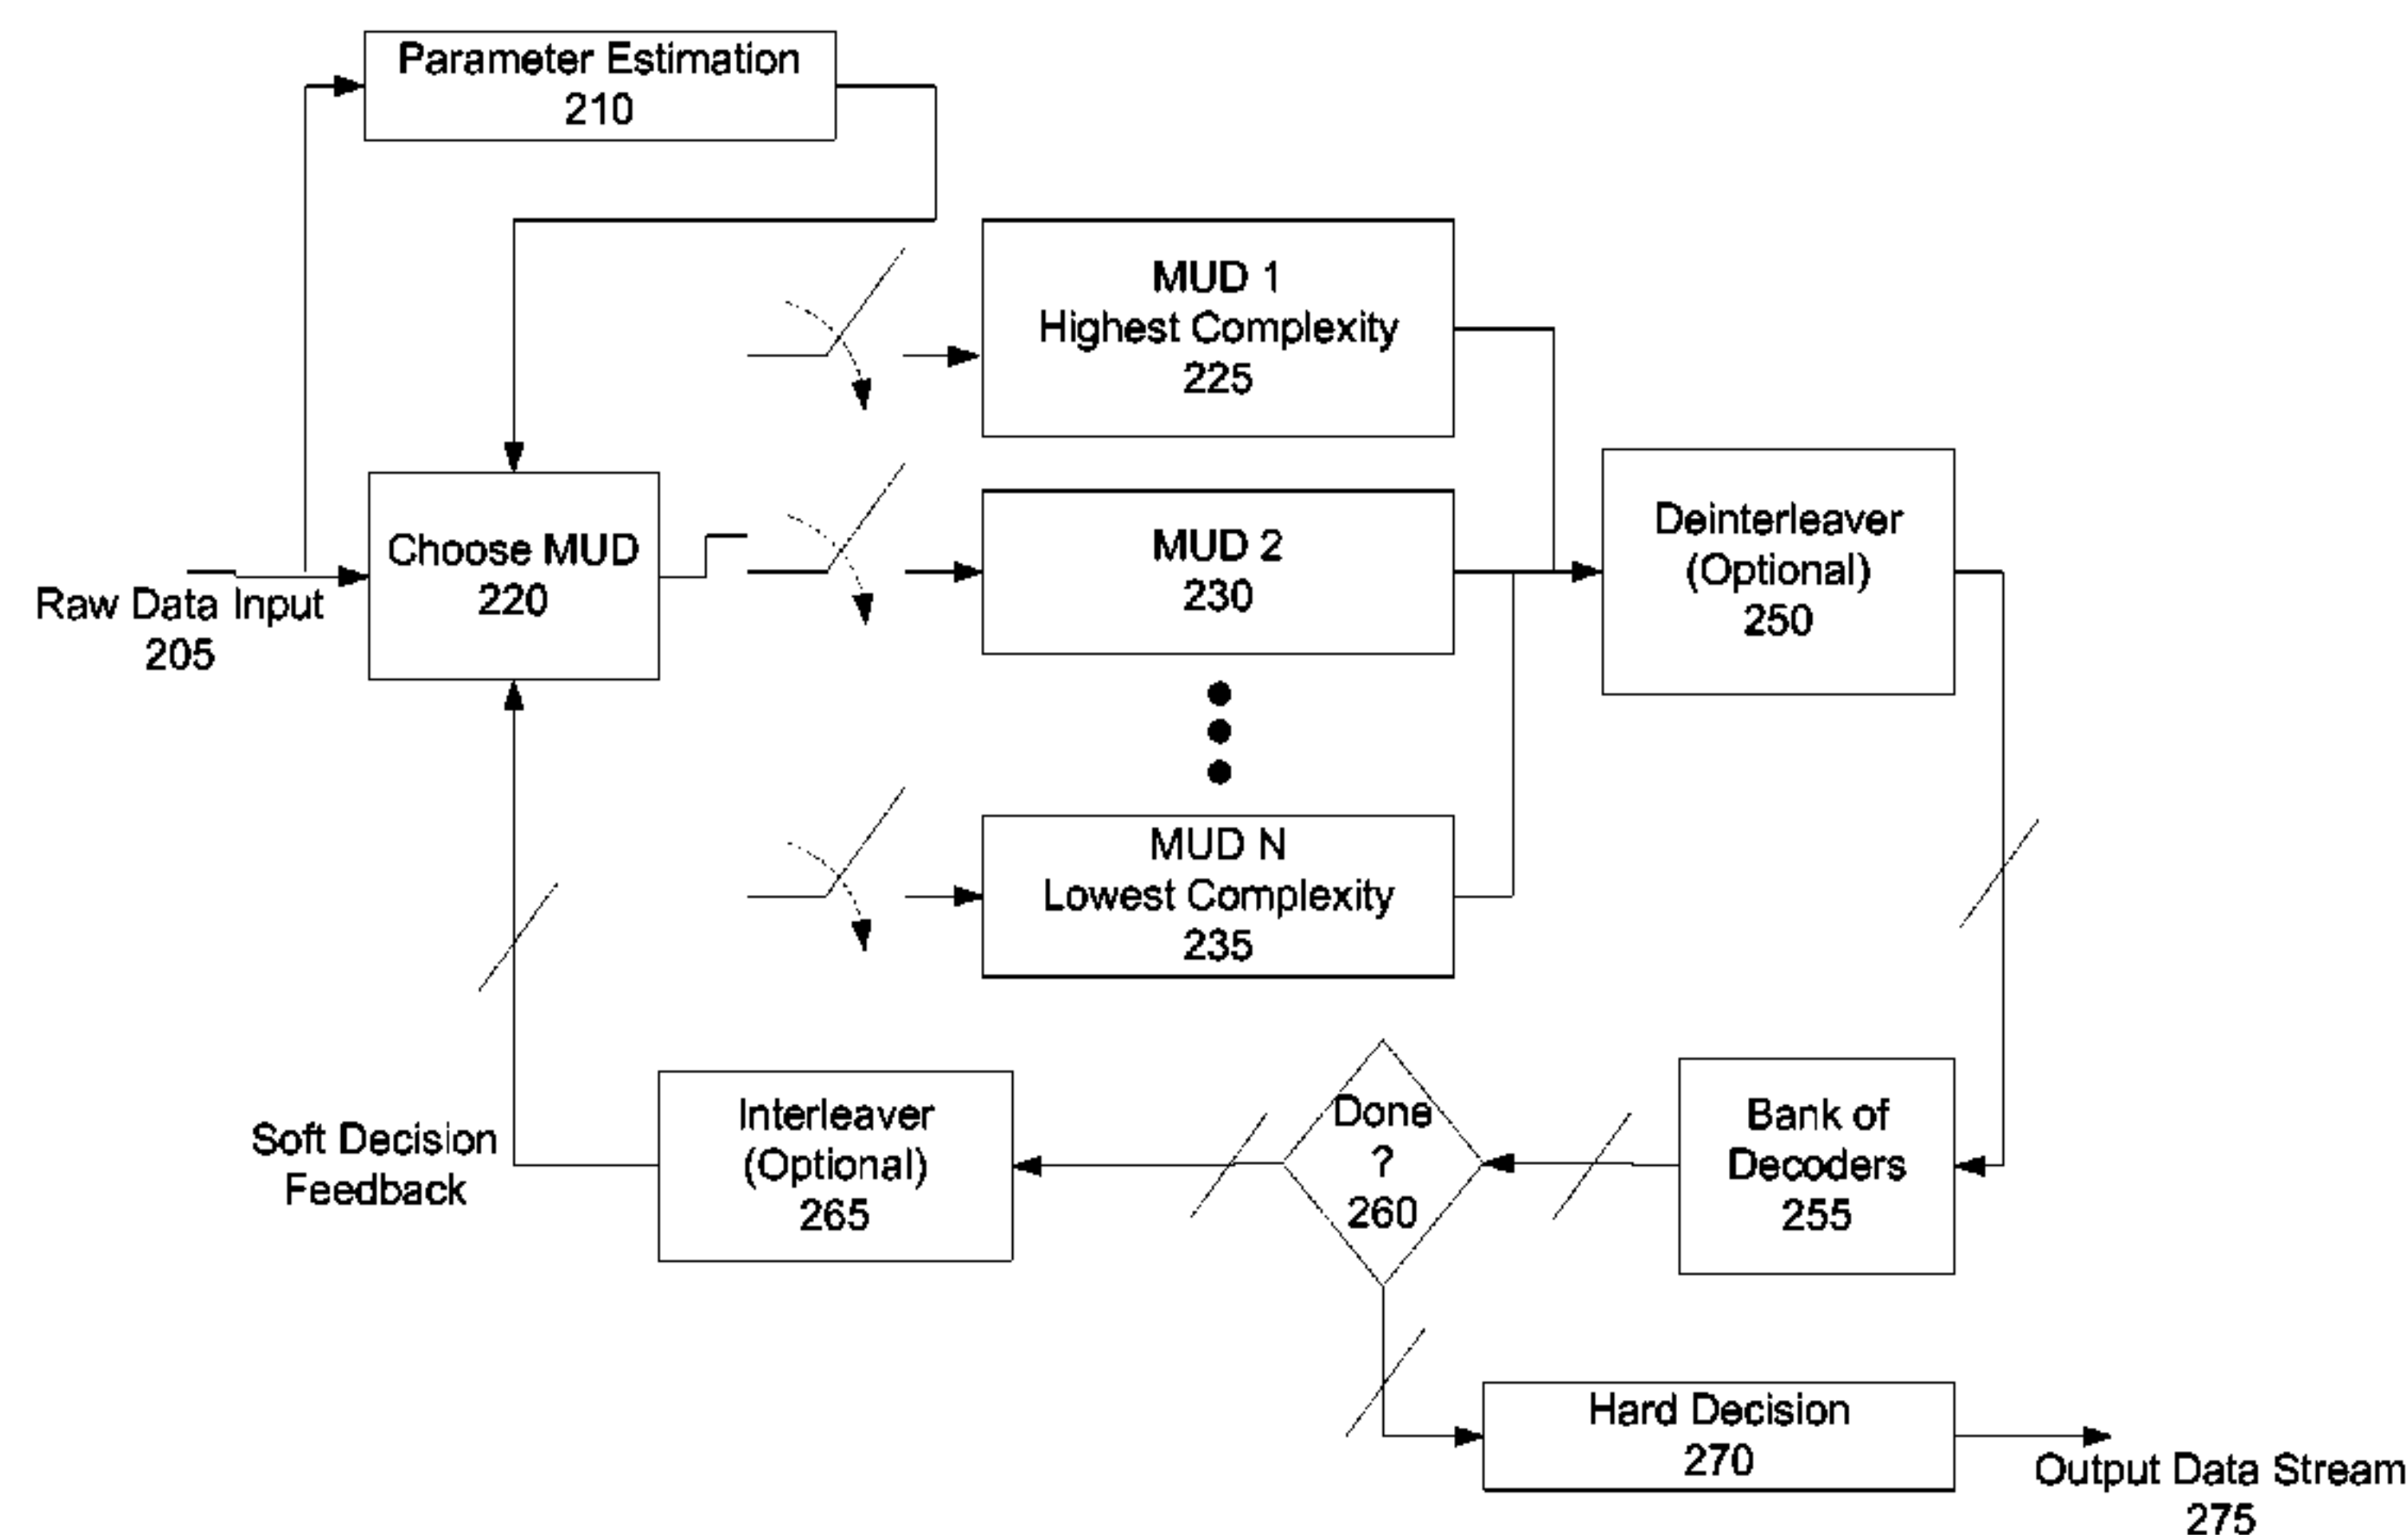 Parameter Estimation
210
MUD 1
Highest Complexity
225
Choose MUD
220
Raw Data Input
205
MUD 2
230
Deinterleaver
(Optional)
250
MUD N
Lowest Complexity
235
Soft Decision
Feedback
Interleaver
(Optional)
265
Done
?
260
Bank of
Decoders
255
Hard Decision
270
Output Data Stream
275